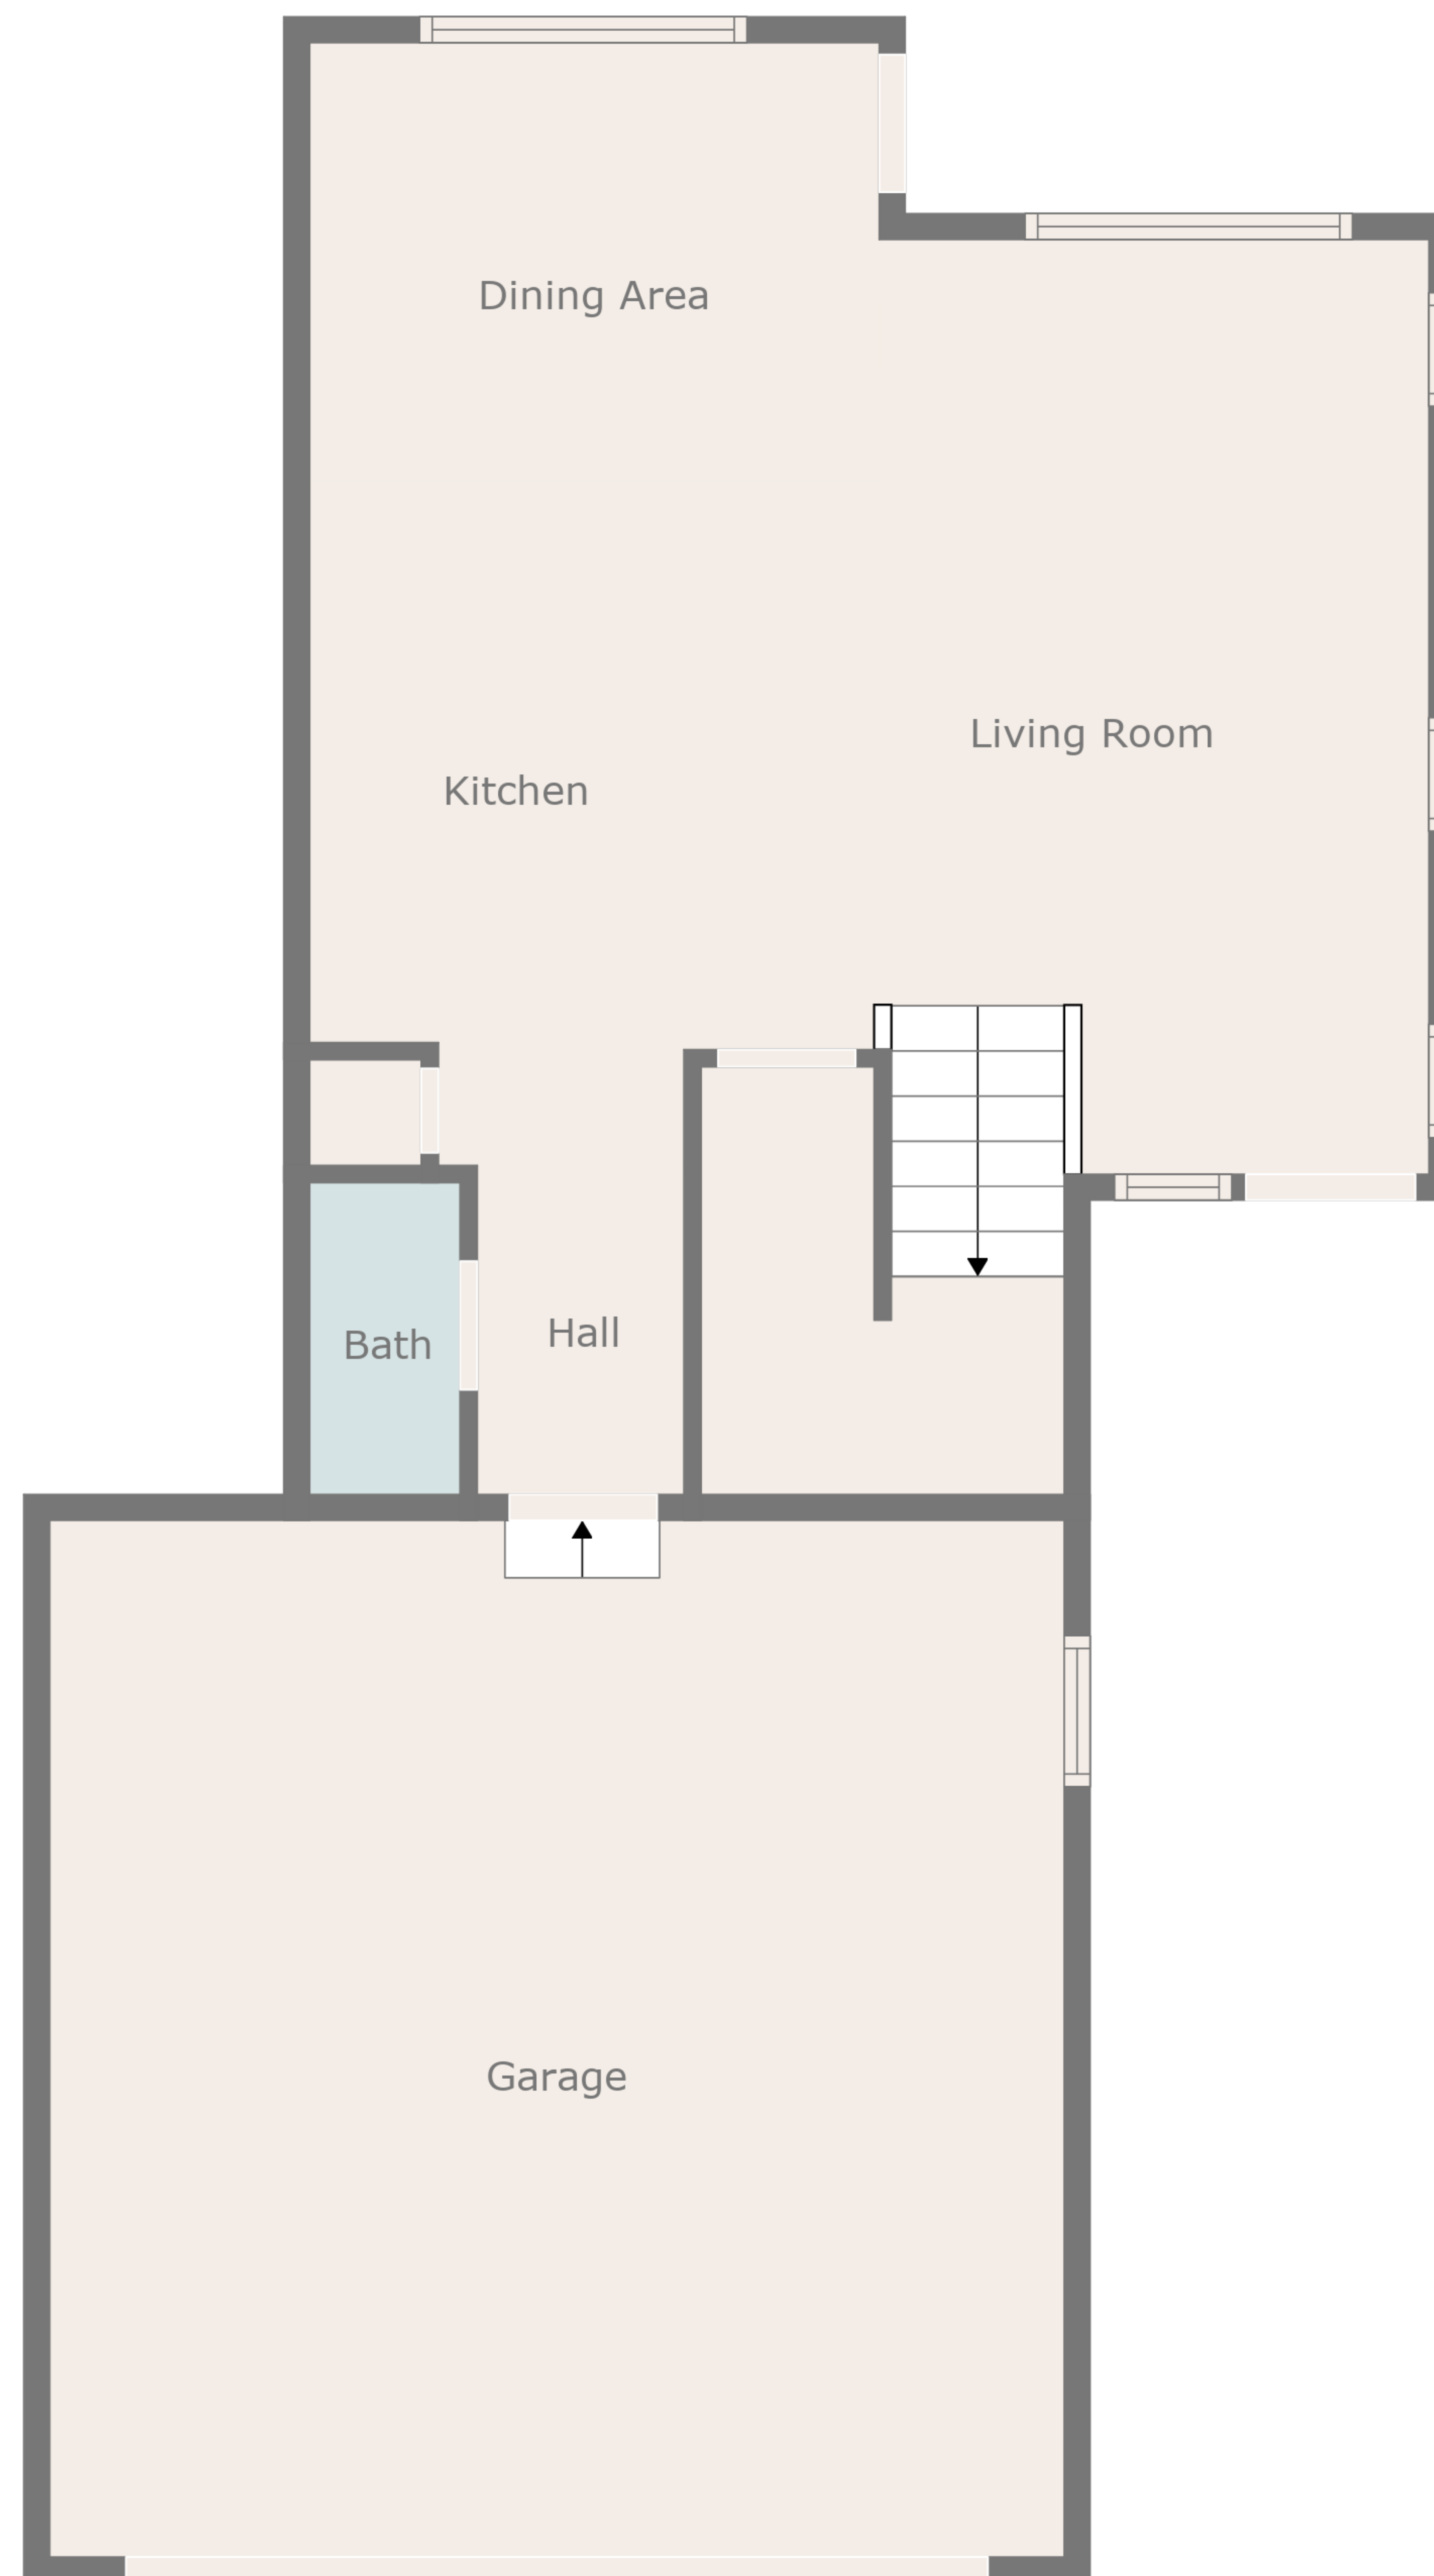 Dining Area
Living Room
Kitchen
Hall
Bath
Garage